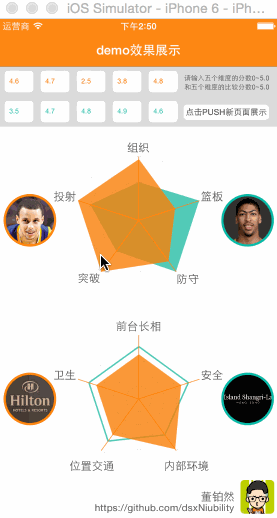 iOS Simulator - iPhone 6 - iPh...
运营商 下午2:50
demo效果展示
4.6 4.7 2.5 3.8 4.8 请输入五个维度的分数0~5.0
和五个维度的比较分数0~5.0
3.5 4.7 4.8 4.9 4.6 点击PUSH新页面展示
组织
投射 篮板
突破 防守
前台长相
卫生 安全
Hilton
HOTELS & RESORTS
Island Shangri-La
位置交通 内部环境
董铂然
https://github.com/dsxNiubility